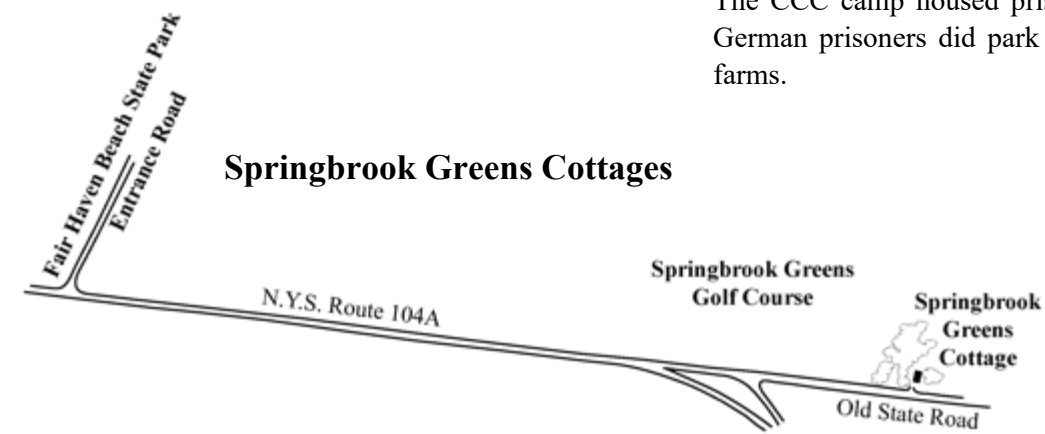 The CCC camp housed
German prisoners did park
farms.
Fair Haven Beach State Park
Entrance Road
Springbrook Greens Cottages
N.Y.S. Route 104A
Springbrook Greens
Golf Course
Springbrook
Greens
Cottage
Old State Road